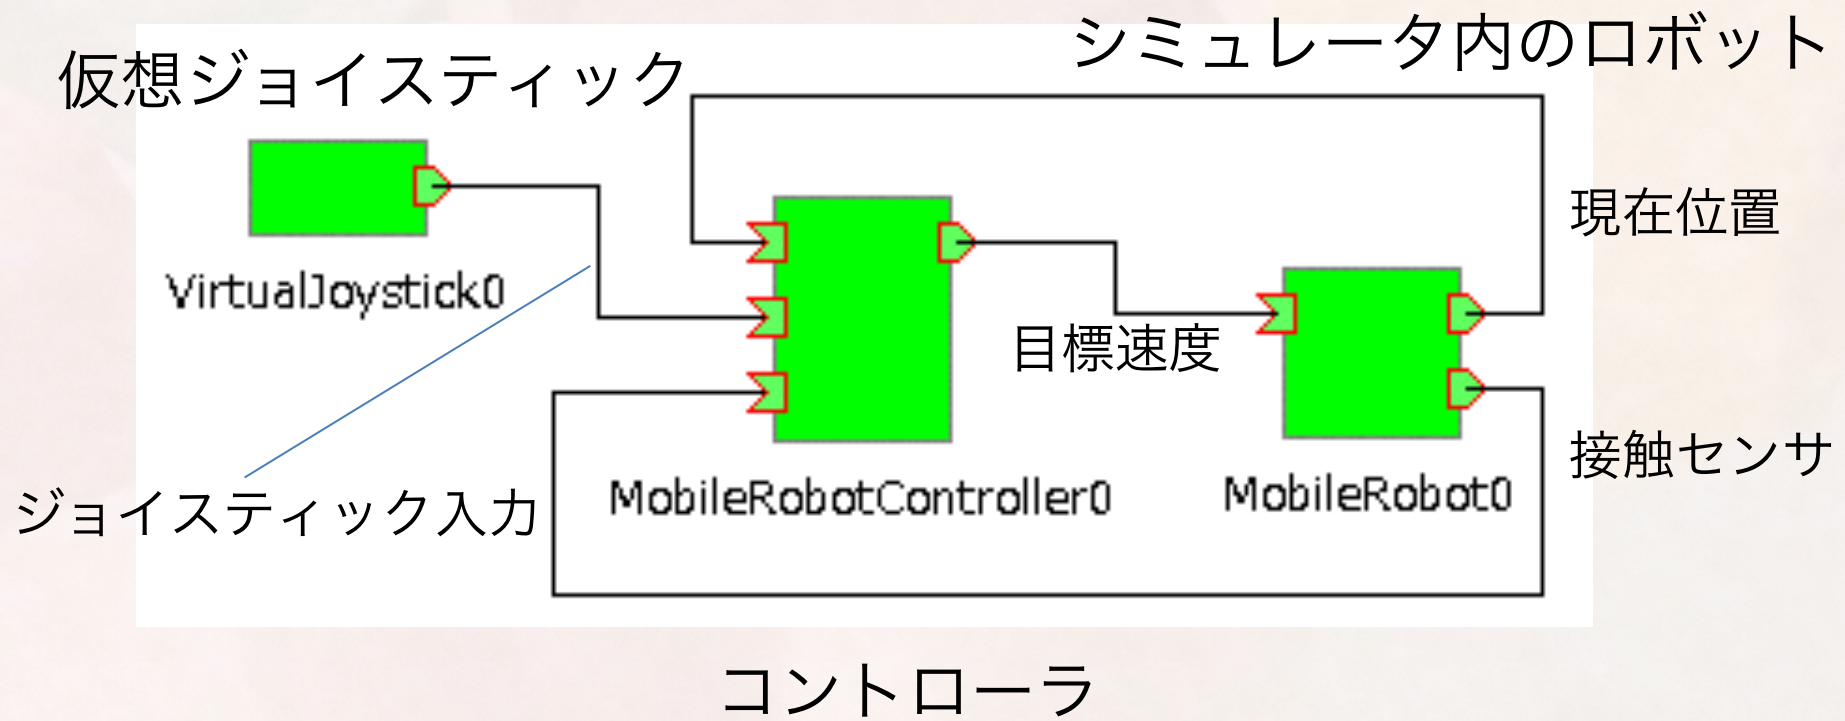 シミュレータ内のロボット
仮想ジョイスティック
現在位置
VirtualJoystick0
目標速度
接触センサ
MobileRobotController0
MobileRobot0
ジョイスティック入力
コントローラ